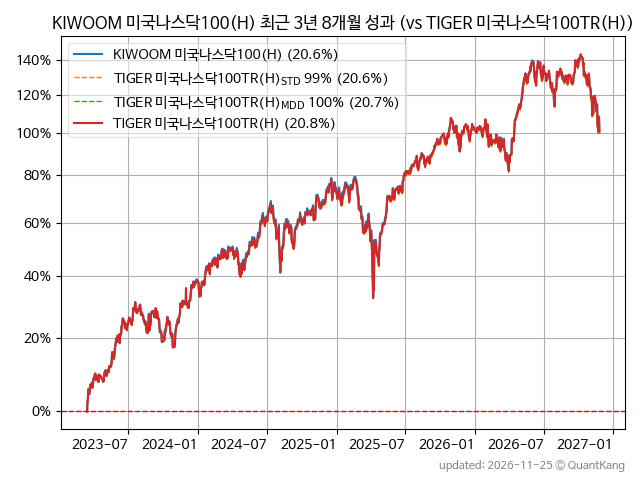 KIWOOM 미국나스닥100(H) 최근 3년 8개월 성과 (vs TIGER 미국나스닥100TR(H))
KIWOOM 미국나스닥100(H) (20.6%)
TIGER 미국나스닥100TR(H)STD 99% (20.6%)
TIGER 미국나스닥100TR(H)MDD 100% (20.7%)
TIGER 미국나스닥100TR(H) (20.8%)
140%
120%
100%
80%
60%
40%
20%
0%
2023-07 2024-01 2024-07 2025-01 2025-07 2026-01 2026-07 2027-01
updated: 2026-11-25 © QuantKang